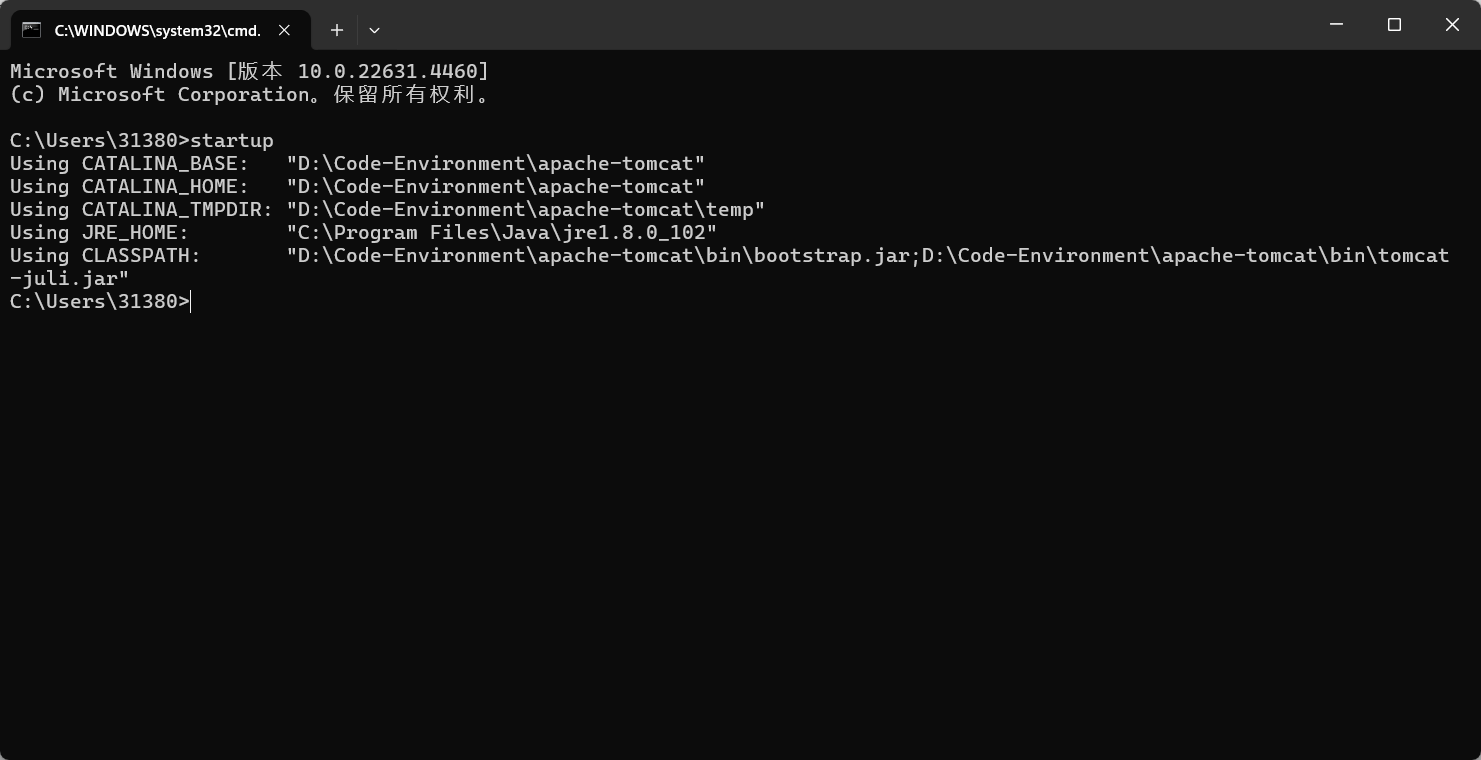 C:\WINDOWS\system32\cmd.
Microsoft Windows [版本 10.0.22631.4460]
(c) Microsoft Corporation。保留所有权利。
C:\Users\31380>startup
Using CATALINA_BASE:   "D:\Code-Environment\apache-tomcat"
Using CATALINA_HOME:   "D:\Code-Environment\apache-tomcat"
Using CATALINA_TMPDIR: "D:\Code-Environment\apache-tomcat\temp"
Using JRE_HOME:        "C:\Program Files\Java\jre1.8.0_102"
Using CLASSPATH:       "D:\Code-Environment\apache-tomcat\bin\bootstrap.jar;D:\Code-Environment\apache-tomcat\bin\tomcat
-juli.jar"
C:\Users\31380>